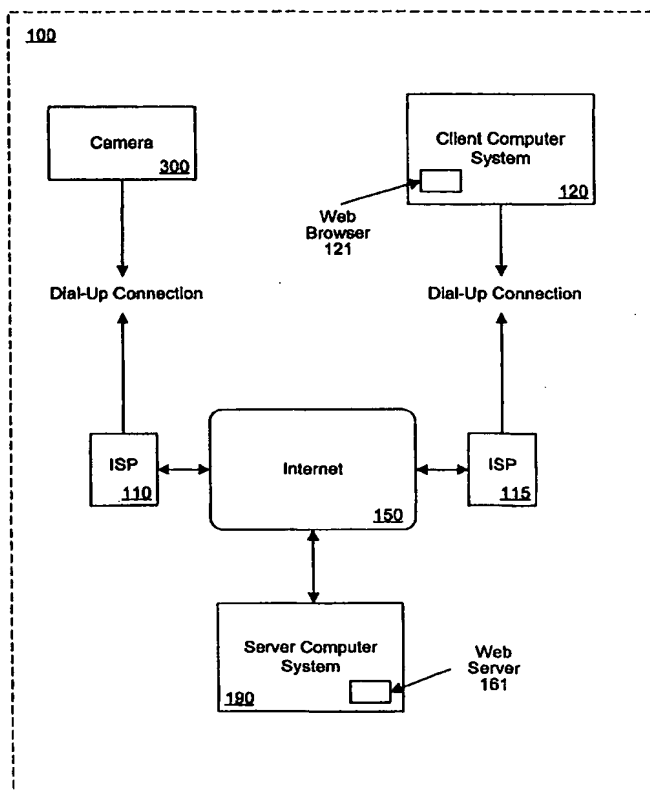 100
Camera
300
Client Computer
System
120
Web
Browser
121
Dial-Up Connection
Dial-Up Connection
ISP
110
Internet
150
ISP
115
Server Computer
System
190
Web
Server
161